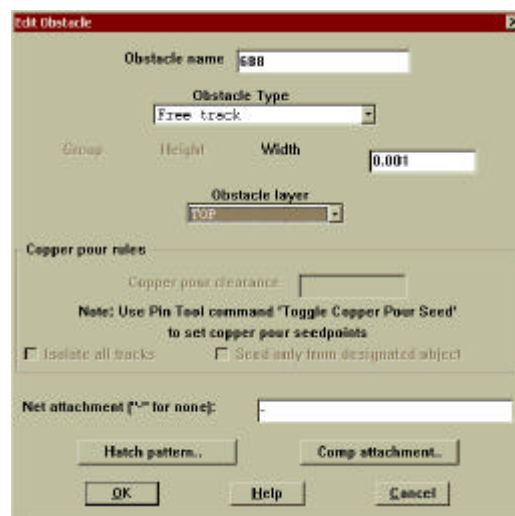 Edit Obstacle
Obstacle name 688
Obstacle Type
Free track
Group Height Width 0.001
Obstacle layer
TOP
Copper pour rules
Copper pour clearance
Note: Use Pin Tool command 'Toggle Copper Pour Seed'
to set copper pour seedpoints
Isolate all tracks Seed only from designated object
Net attachment ("-" for none): -
Hatch pattern.. Comp attachment..
OK Help Cancel